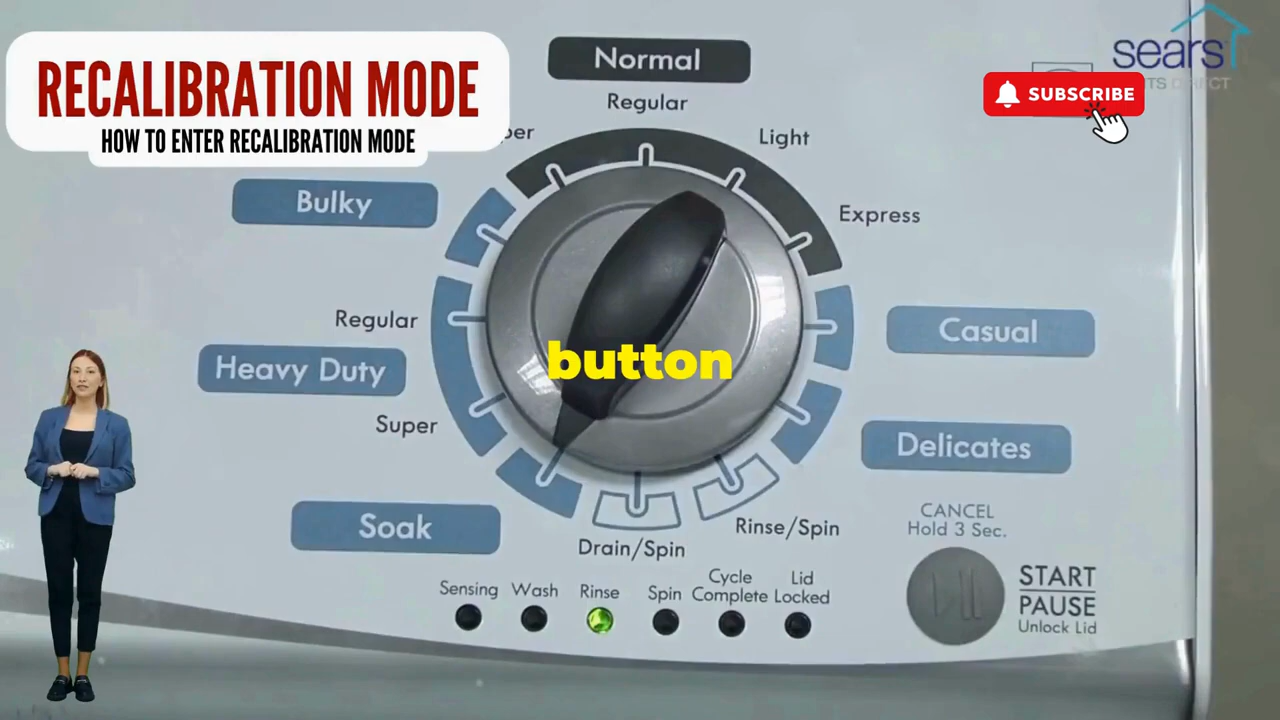 RECALIBRATION MODE
HOW TO ENTER RECALIBRATION MODE
Normal
sears
SUBSCRIBE
Regular
Light
Express
Bulky
Regular
Casual
Heavy Duty
button
Super
Delicates
Soak
CANCEL
Hold 3 Sec.
Rinse/Spin
Drain/Spin
Sensing
Wash
Rinse
Spin
Cycle
Complete
Lid
Locked
START
PAUSE
Unlock Lid